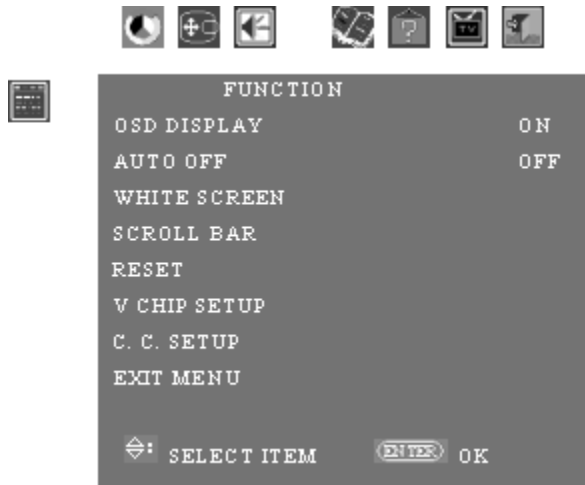 ?
TV
FUNCTION
OSD DISPLAY ON
AUTO OFF OFF
WHITE SCREEN
SCROLL BAR
RESET
V CHIP SETUP
C. C. SETUP
EXIT MENU
: SELECT ITEM ENTER OK